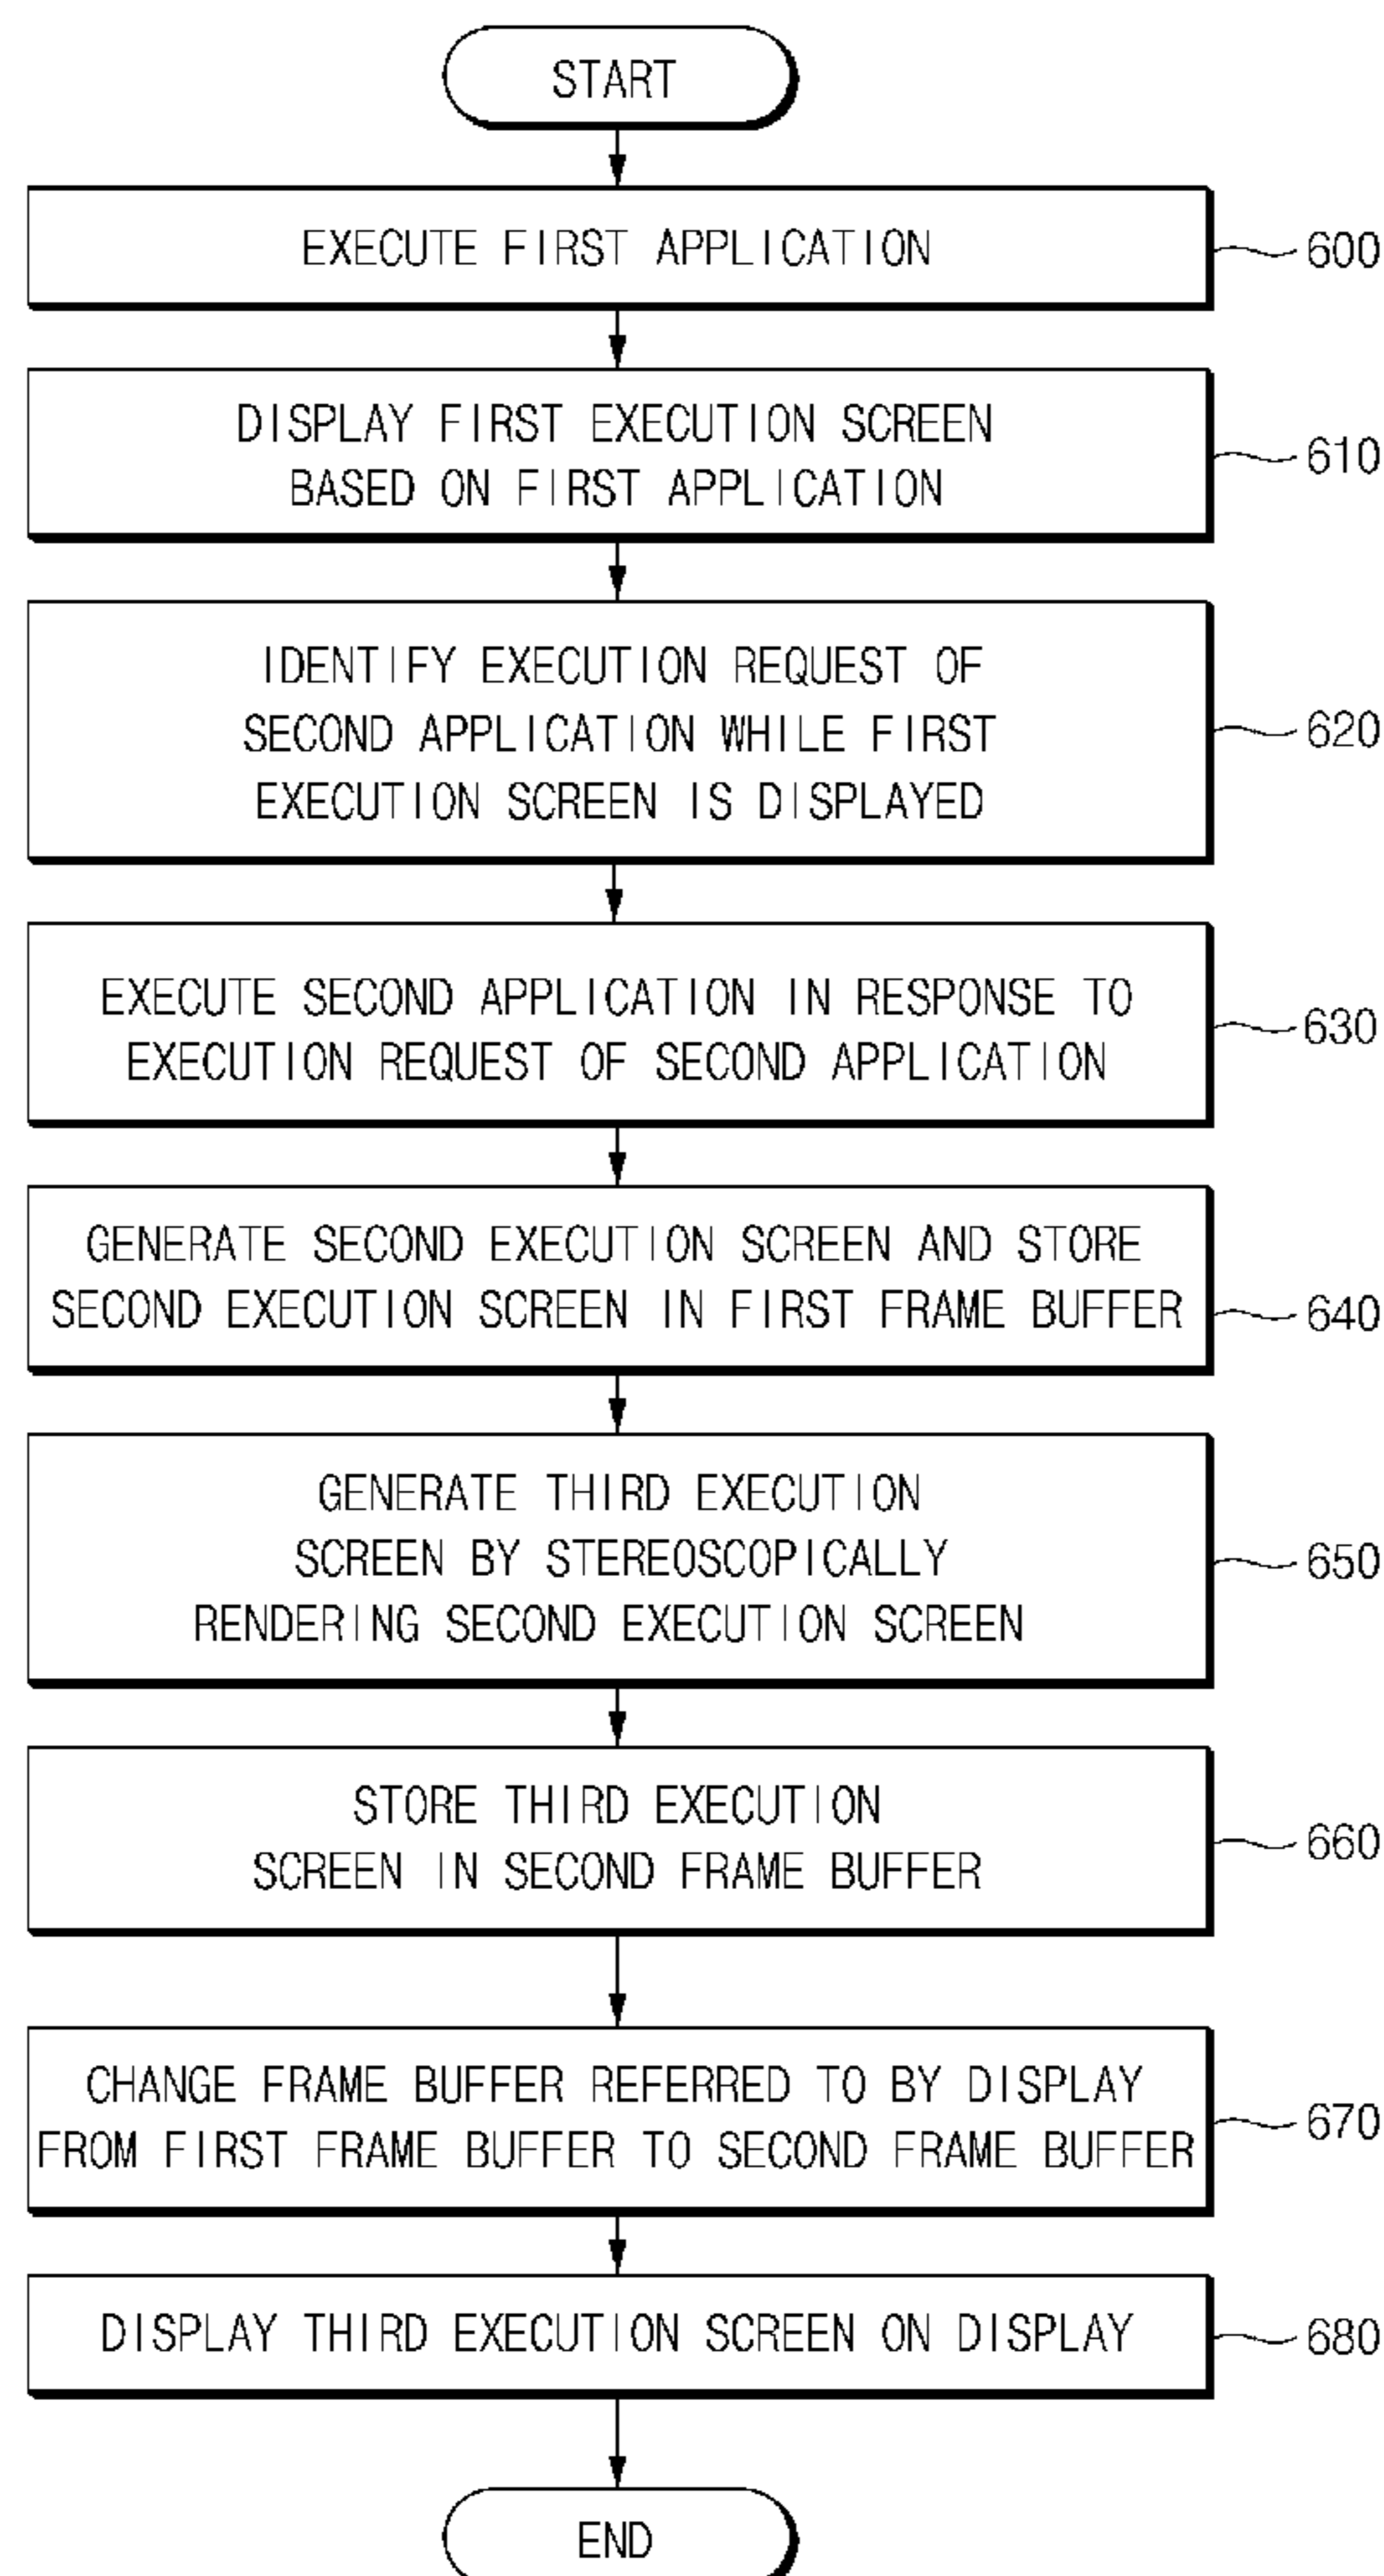 START
EXECUTE FIRST APPLICATION
600
DISPLAY FIRST EXECUTION SCREEN
BASED ON FIRST APPLICATION
610
IDENTIFY EXECUTION REQUEST OF
SECOND APPLICATION WHILE FIRST
EXECUTION SCREEN IS DISPLAYED
620
EXECUTE SECOND APPLICATION IN RESPONSE TO
EXECUTION REQUEST OF SECOND APPLICATION
630
GENERATE SECOND EXECUTION SCREEN AND STORE
SECOND EXECUTION SCREEN IN FIRST FRAME BUFFER
640
GENERATE THIRD EXECUTION
SCREEN BY STEREOSCOPICALLY
RENDERING SECOND EXECUTION SCREEN
650
STORE THIRD EXECUTION
SCREEN IN SECOND FRAME BUFFER
660
CHANGE FRAME BUFFER REFERRED TO BY DISPLAY
FROM FIRST FRAME BUFFER TO SECOND FRAME BUFFER
670
DISPLAY THIRD EXECUTION SCREEN ON DISPLAY
680
END